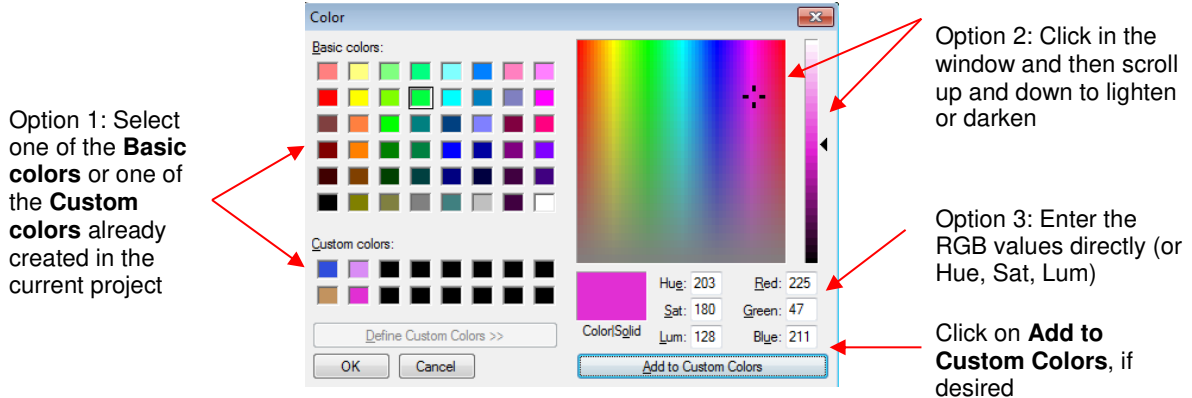 Option 1: Select
one of the Basic
colors or one of
the Custom
colors already
created in the
current project
Color
Basic colors:
Custom colors:
Define Custom Colors >>
OK Cancel
Hue: 203 Red: 225
Sat: 180 Green: 47
Color|Solid Lum: 128 Blue: 211
Add to Custom Colors
Option 2: Click in the
window and then scroll
up and down to lighten
or darken
Option 3: Enter the
RGB values directly (or
Hue, Sat, Lum)
Click on Add to
Custom Colors, if
desired